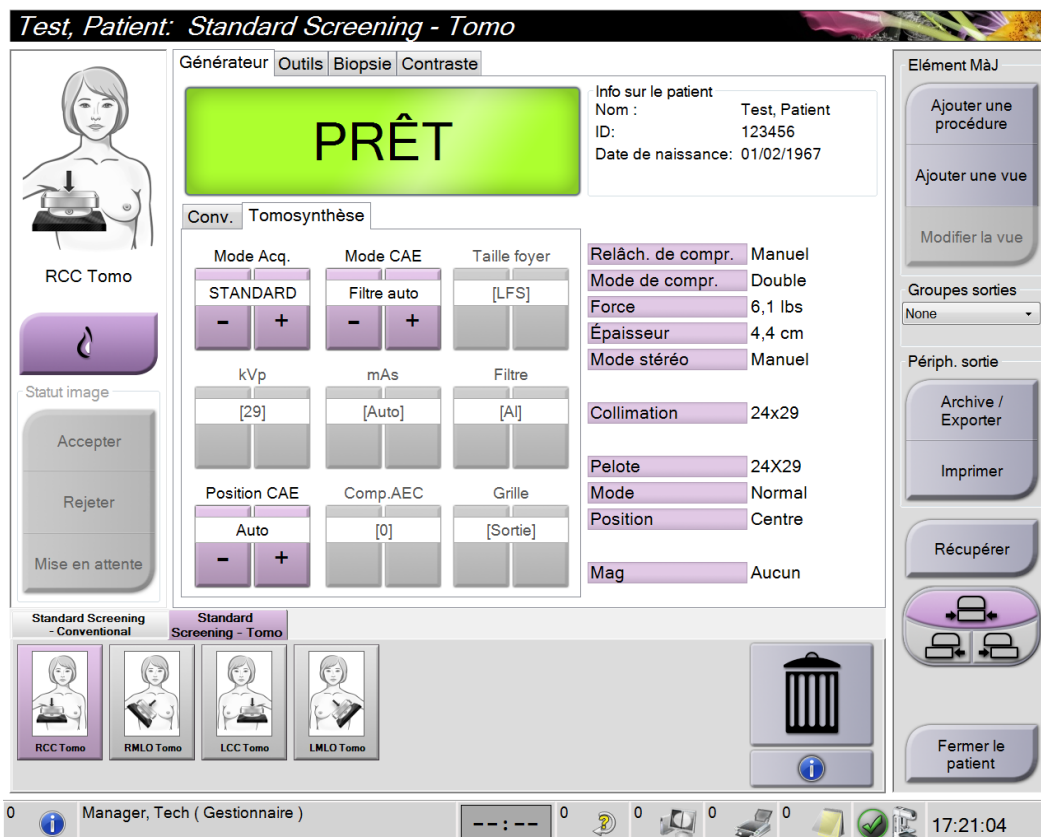 Test, Patient: Standard Screening - Tomo
Générateur Outils Biopsie Contraste
PRÊT
Info sur le patient
Nom : Test, Patient
ID: 123456
Date de naissance: 01/02/1967
RCC Tomo
Statut image
Accepter
Rejeter
Mise en attente
Conv. Tomosynthèse
Mode Acq. Mode CAE Taille foyer
STANDARD Filtre auto [LFS]
- + - +
kVp mAs Filtre
[29] [Auto] [Al]
Position CAE Comp.AEC Grille
Auto [0] [Sortie]
- +
Relâch. de compr. Manuel
Mode de compr. Double
Force 6,1 lbs
Épaisseur 4,4 cm
Mode stéréo Manuel
Collimation 24x29
Pelote 24X29
Mode Normal
Position Centre
Mag Aucun
Elément MàJ
Ajouter une
procédure
Ajouter une vue
Modifier la vue
Groupes sorties
None
Périph. sortie
Archive /
Exporter
Imprimer
Récupérer
Fermer le
patient
Standard Screening
- Conventional
Standard
Screening - Tomo
RCC Tomo RMLO Tomo LCC Tomo LMLO Tomo
0 Manager, Tech ( Gestionnaire ) --:-- 0 0 0 0 17:21:04